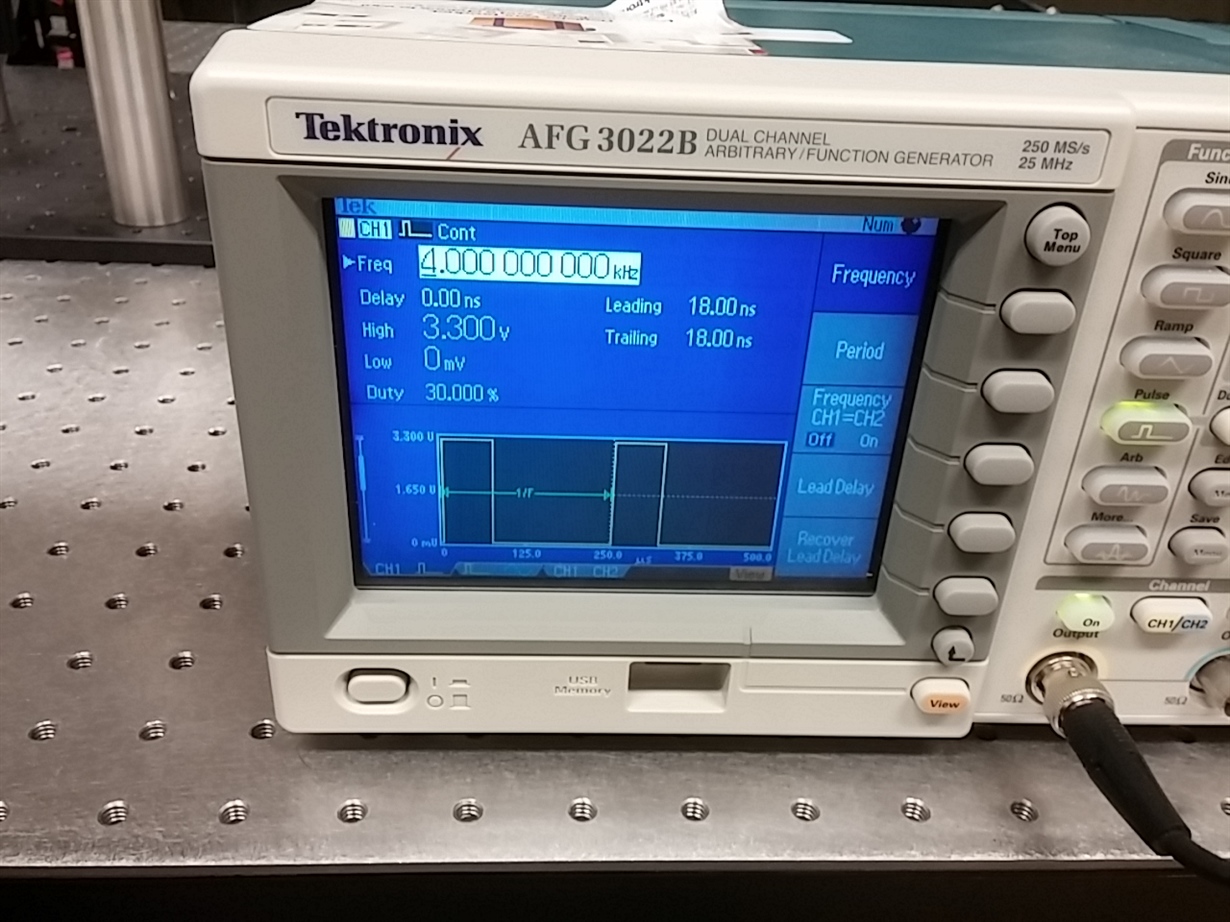 Tektronix AFG 3022B DUAL CHANNEL
ARBITRARY/FUNCTION GENERATOR
250 MS/s
25 MHz
Tek
Num
CH1 Cont
Freq 4.000 000 000 kHz
Delay 0.00 ns
Leading 18.00 ns
High 3.300 V
Trailing 18.00 ns
Low 0 mV
Duty 30.000 %
3.300 V
1.650 V
0 mV
1/F
0 125.0 250.0 375.0 500.0
µS
CH1
CH1 CH2
View
Frequency
Period
Frequency
CH1=CH2
Off On
Lead Delay
Recover
Lead Delay
Top
Menu
Func
Sin
Square
Ramp
Pulse
Arb
More...
Save
Channel
On
Output
CH1/CH2
50Ω
50Ω
USB
Memory
View